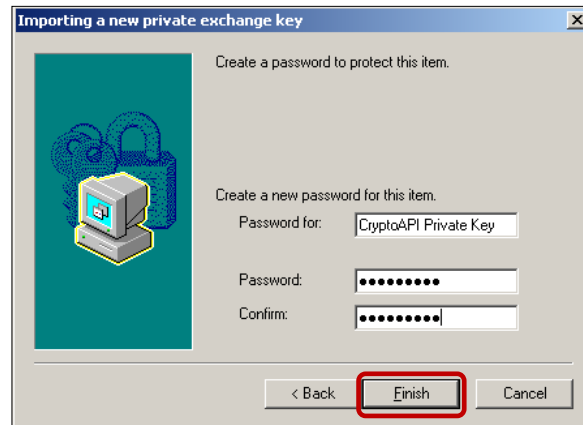 Importing a new private exchange key
Create a password to protect this item.
Create a new password for this item.
Password for: CryptoAPI Private Key
Password: ●●●●●●●●●
Confirm: ●●●●●●●●●
< Back Finish Cancel